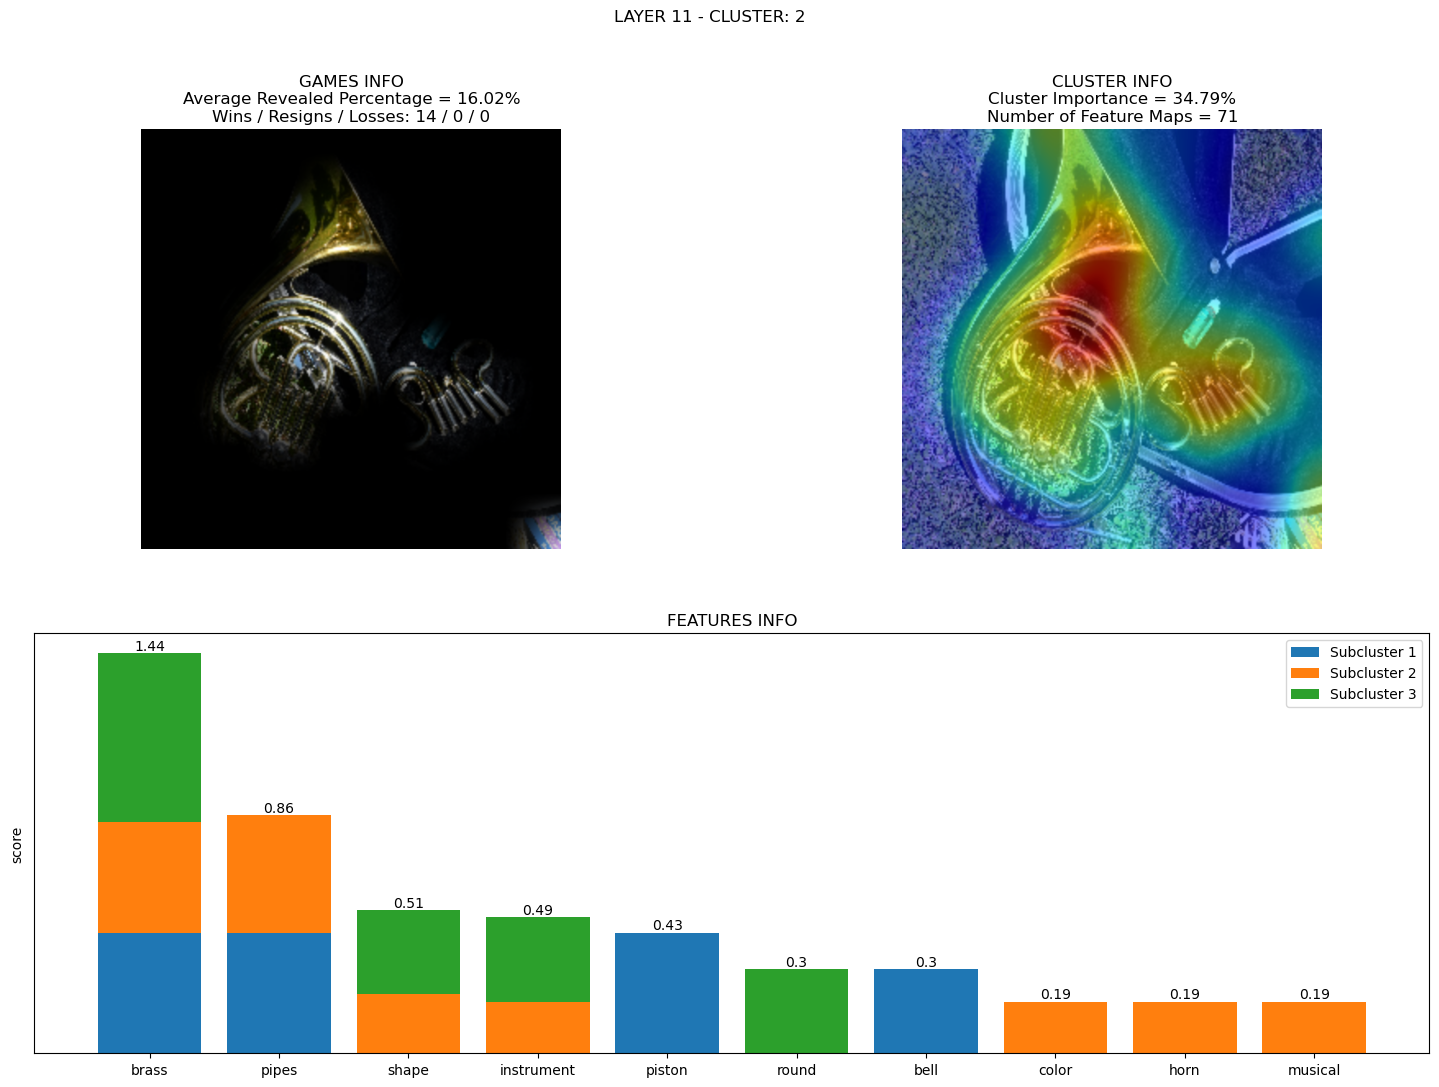 LAYER 11 - CLUSTER: 2
GAMES INFO
Average Revealed Percentage = 16.02%
Wins / Resigns / Losses: 14 / 0 / 0
CLUSTER INFO
Cluster Importance = 34.79%
Number of Feature Maps = 71
FEATURES INFO
score
1.44
0.86
0.51
0.49
0.43
0.3
0.3
0.19
0.19
0.19
Subcluster 1
Subcluster 2
Subcluster 3
brass
pipes
shape
instrument
piston
round
bell
color
horn
musical